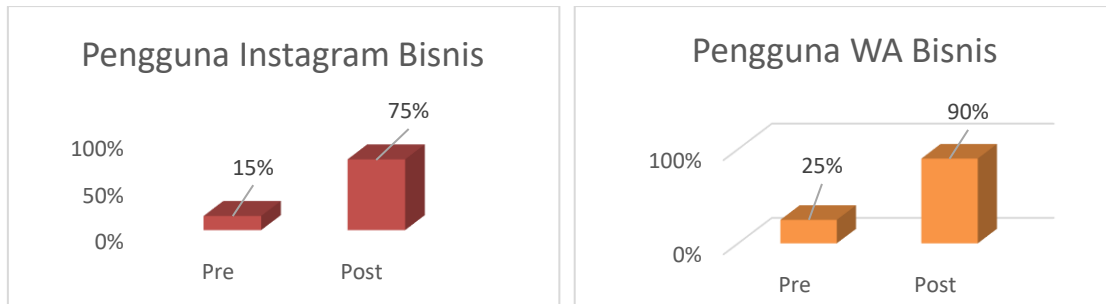 Pengguna Instagram Bisnis
75%
15%
100%
50%
0%
Pre Post
Pengguna WA Bisnis
90%
25%
100%
0%
Pre Post